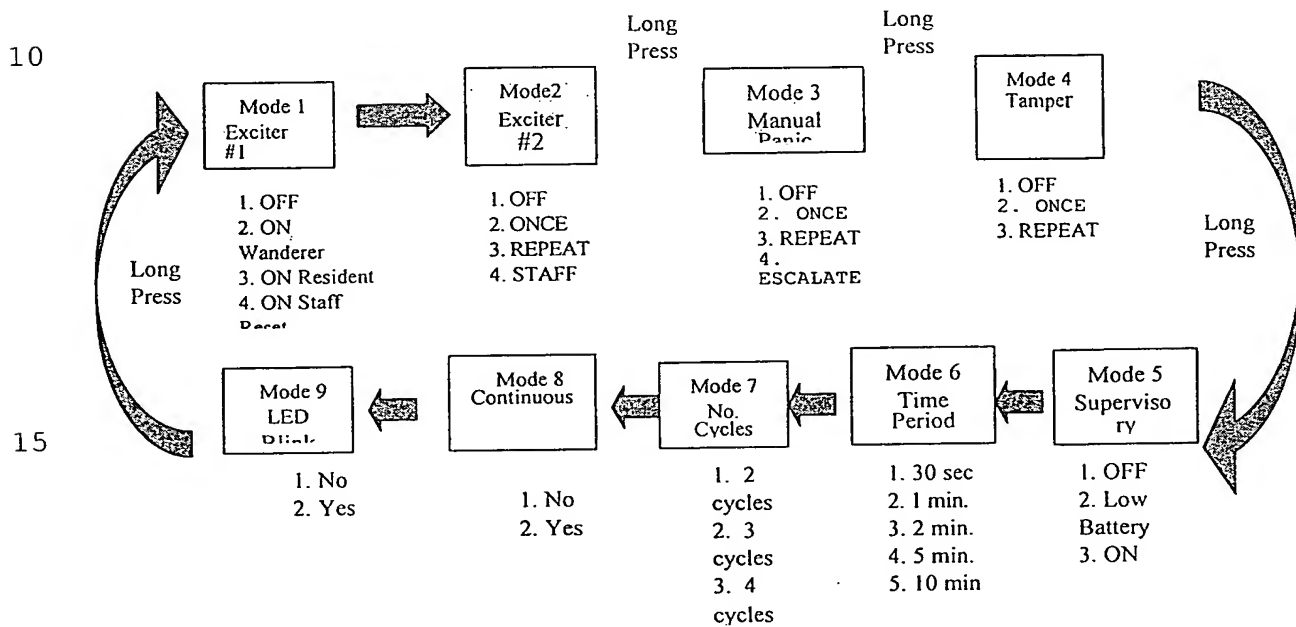 Long
Press
Long
Press
10
Mode 1
Exciter
#1
Mode2
Exciter
#2
Mode 3
Manual
Panic
Mode 4
Tamper
1. OFF
2. ON
Wanderer
3. ON Resident
4. ON Staff
Reset
1. OFF
2. ONCE
3. REPEAT
4. STAFF
1. OFF
2. ONCE
3. REPEAT
4.
ESCALATE
1. OFF
2. ONCE
3. REPEAT
Long
Press
Long
Press
15
Mode 9
LED
Blink
Mode 8
Continuous
Mode 7
No.
Cycles
Mode 6
Time
Period
Mode 5
Superviso
ry
1. No
2. Yes
1. No
2. Yes
1. 2
cycles
2. 3
cycles
3. 4
cycles
1. 30 sec
2. 1 min.
3. 2 min.
4. 5 min.
5. 10 min
1. OFF
2. Low
Battery
3. ON